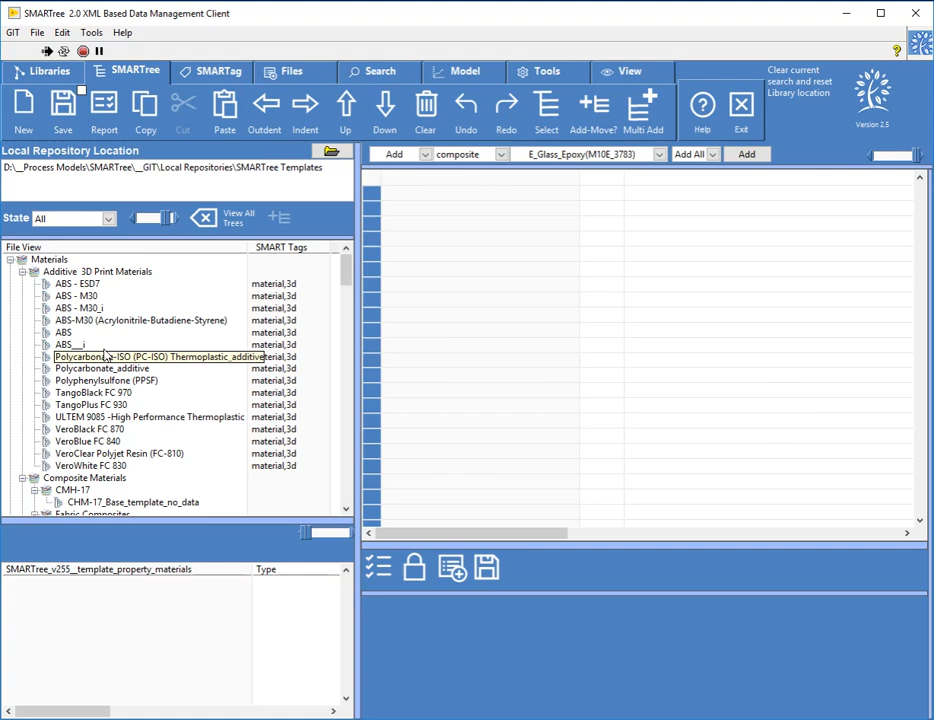 SMARTree  2.0 XML Based Data Management Client
GIT File Edit Tools Help
Libraries SMARTree SMARTag Files Search Model Tools View
Clear current
search and reset
Library location
New Save Report Copy Cut Paste Outdent Indent Up Down Clear Undo Redo Select Add-Move? Multi Add Help Exit
Version 2.5
Local Repository Location
D:\__Process Models\SMARTree\__GIT\Local Repositories\SMARTree Templates
Add composite E_Glass_Epoxy(M10E_3783) Add All Add
State All View All
Trees
File View SMART Tags
Materials
Additive  3D Print Materials
ABS - ESD7 material,3d
ABS - M30 material,3d
ABS - M30_i material,3d
ABS-M30 (Acrylonitrile-Butadiene-Styrene) material,3d
ABS material,3d
ABS__i material,3d
Polycarbonate-ISO (PC-ISO) Thermoplastic_additive terial,3d
Polycarbonate_additive material,3d
Polyphenylsulfone (PPSF) material,3d
TangoBlack FC 970 material,3d
TangoPlus FC 930 material,3d
ULTEM 9085 -High Performance Thermoplastic material,3d
VeroBlack FC 870 material,3d
VeroBlue FC 840 material,3d
VeroClear Polyjet Resin (FC-810) material,3d
VeroWhite FC 830 material,3d
Composite Materials
CMH-17
CHM-17_Base_template_no_data
Fabric Composites
SMARTree_v255__template_property_materials Type